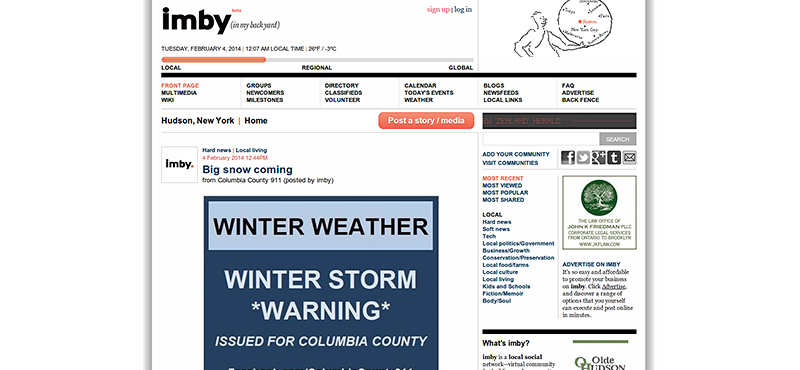 imby beta
(in my back yard)
sign up | log in
Hudson
New York City
TUESDAY, FEBRUARY 4, 2014 | 12:07 AM LOCAL TIME | 26ºF / -3ºC
LOCAL REGIONAL GLOBAL
FRONT PAGE GROUPS DIRECTORY CALENDAR BLOGS FAQ
MULTIMEDIA NEWCOMERS CLASSIFIEDS TODAY'S EVENTS NEWSFEEDS ADVERTISE
WIKI MILESTONES VOLUNTEER WEATHER LOCAL LINKS BACK FENCE
Hudson, New York | Home
Post a story / media
ZEALAND HERALD
SEARCH
Hard news | Local living
4 February 2014 12:44PM
imby.
Big snow coming
from Columbia County 911 (posted by imby)
WINTER WEATHER
WINTER STORM
*WARNING*
ISSUED FOR COLUMBIA COUNTY
ADD YOUR COMMUNITY
VISIT COMMUNITIES
MOST RECENT
MOST VIEWED
MOST POPULAR
MOST SHARED
LOCAL
Hard news
Soft news
Tech
Local politics/Government
Business/Growth
Conservation/Preservation
Local food/farms
Local culture
Local living
Kids and Schools
Fiction/Memoir
Body/Soul
THE LAW OFFICE OF
JOHN K FRIEDMAN PLLC
CORPORATE LEGAL SERVICES
FROM ONTARIO TO BROOKLYN
WWW.JKFLAW.COM
ADVERTISE ON IMBY
It's so easy and affordable
to promote your business
on imby. Click Advertise,
and discover a range of
options that you yourself
can execute and post online
in minutes.
What's imby?
imby is a local social
network—virtual community
Olde
HUDSON